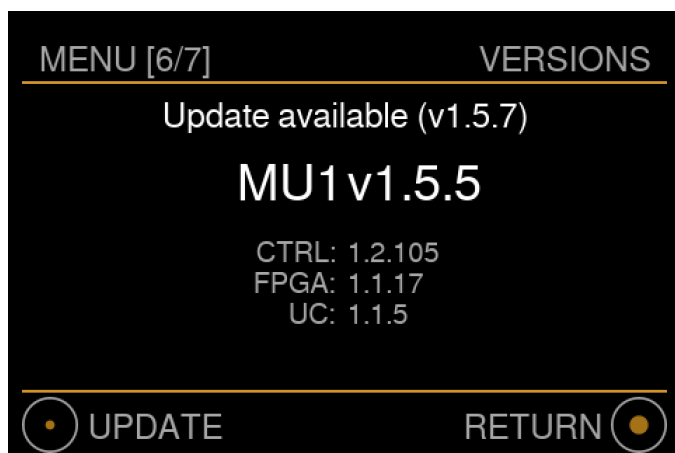 MENU [6/7] VERSIONS
Update available (v1.5.7)
MU1 v1.5.5
CTRL: 1.2.105
FPGA: 1.1.17
UC: 1.1.5
UPDATE RETURN